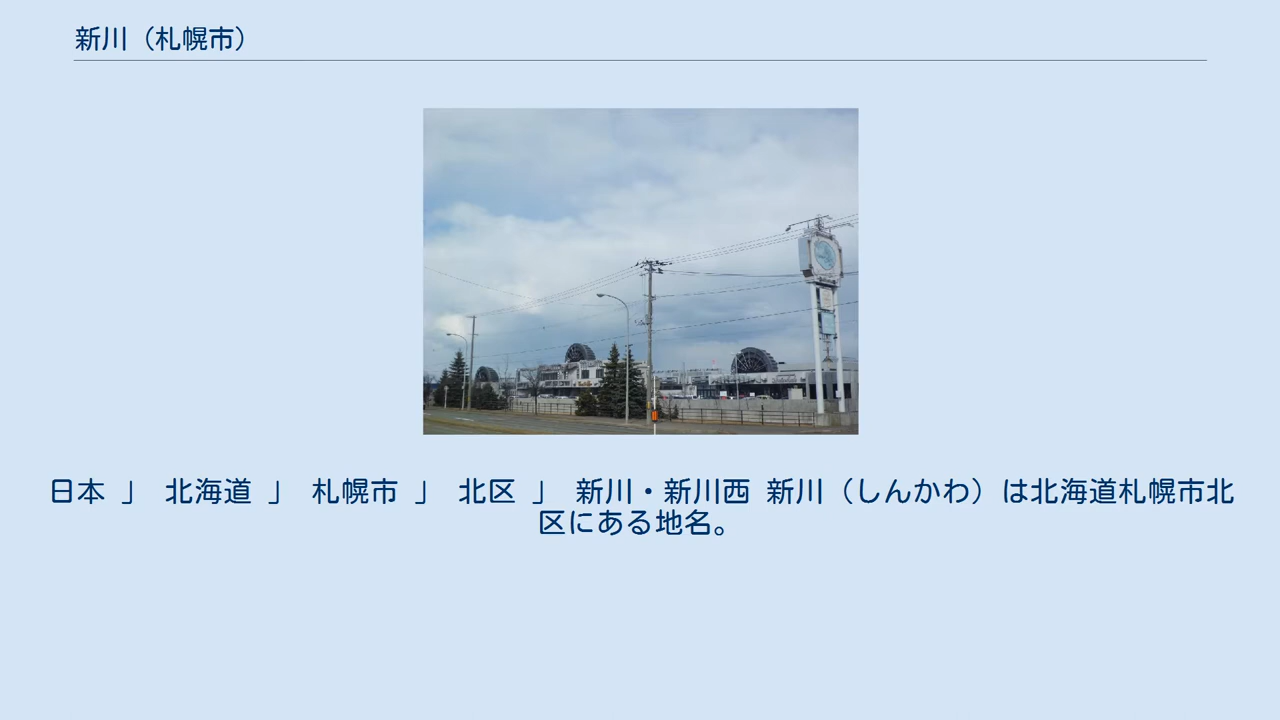 新川（札幌市）
日本 」 北海道 」 札幌市 」 北区 」 新川・新川西 新川（しんかわ）は北海道札幌市北
区にある地名。